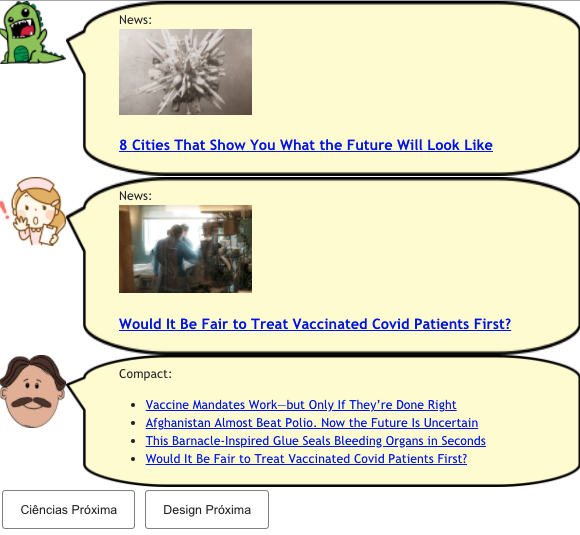 News:
8 Cities That Show You What the Future Will Look Like
News:
Would It Be Fair to Treat Vaccinated Covid Patients First?
Compact:
Vaccine Mandates Work—but Only If They’re Done Right
Afghanistan Almost Beat Polio. Now the Future Is Uncertain
This Barnacle-Inspired Glue Seals Bleeding Organs in Seconds
Would It Be Fair to Treat Vaccinated Covid Patients First?
Ciências Próxima Design Próxima